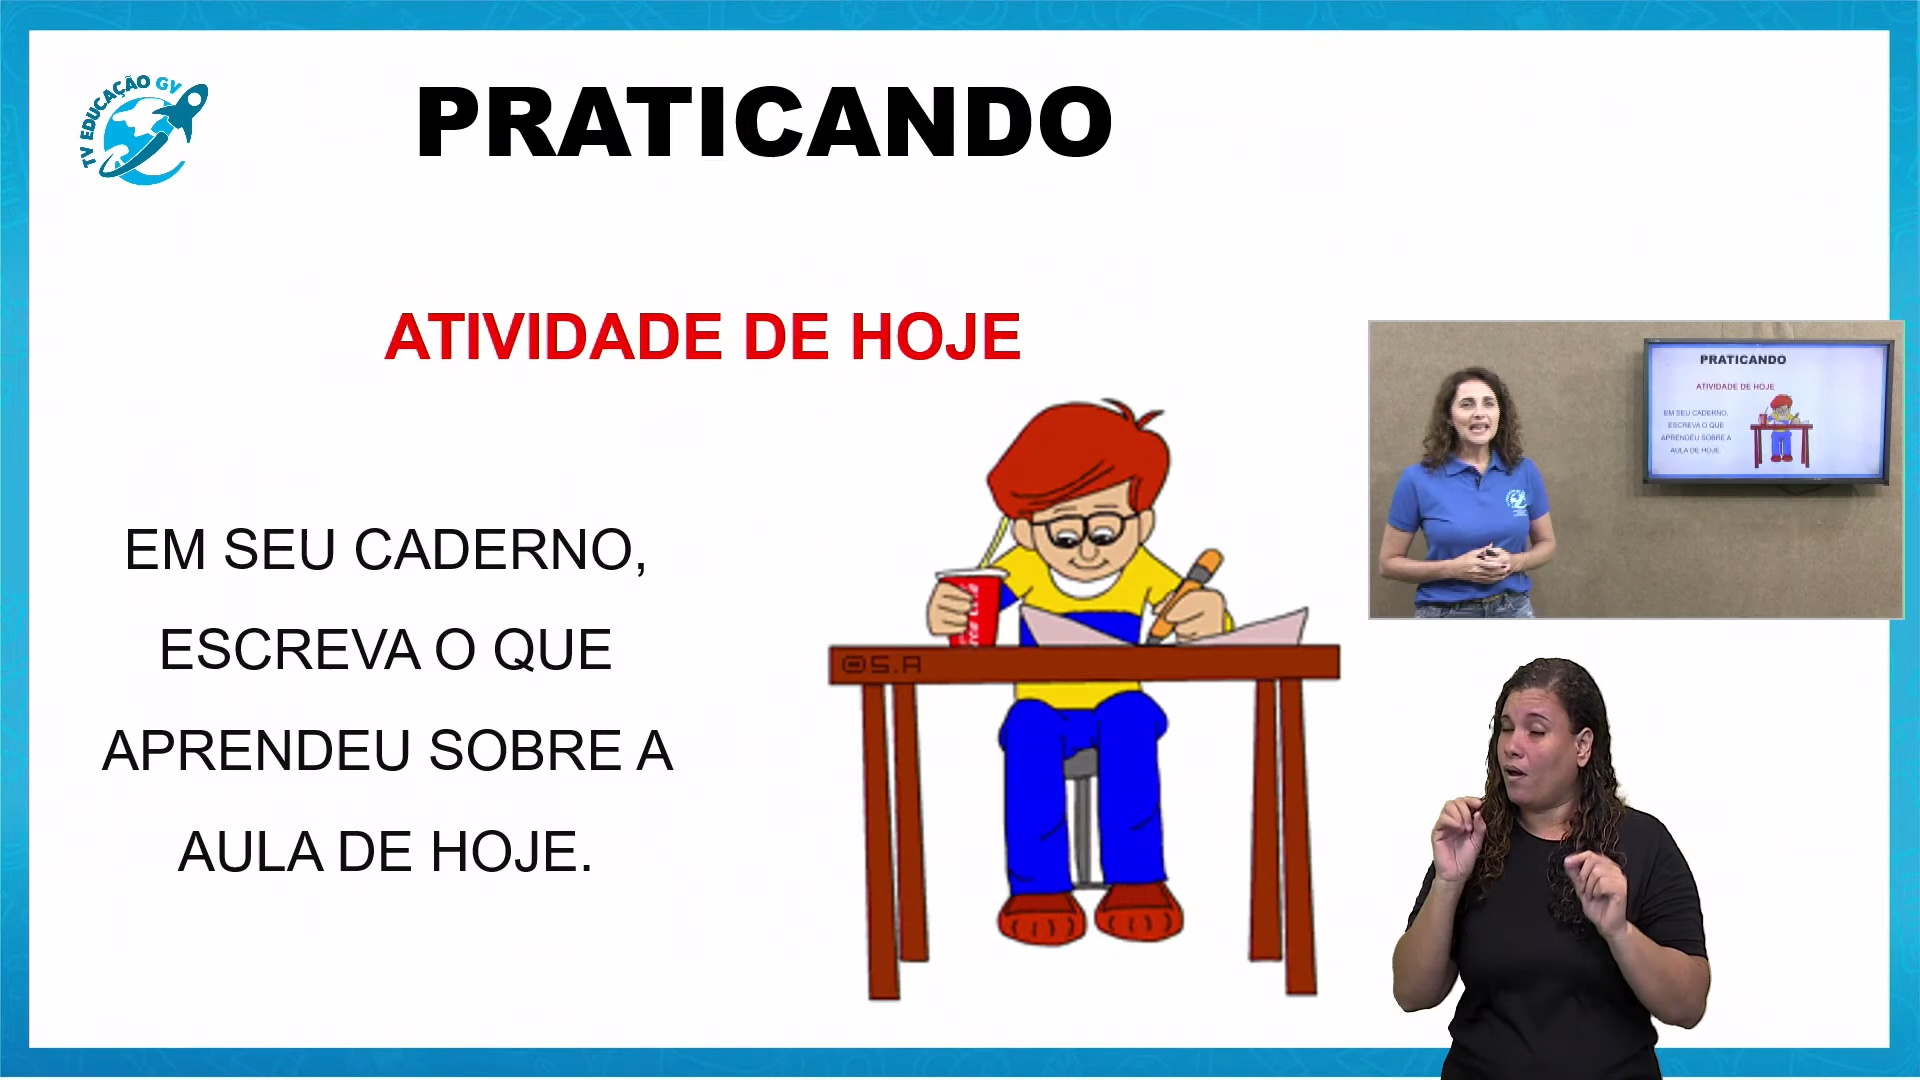 TV EDUCAÇÃO GV
PRATICANDO
ATIVIDADE DE HOJE
EM SEU CADERNO,
ESCREVA O QUE
APRENDEU SOBRE A
AULA DE HOJE.
@S.A
PRATICANDO
ATIVIDADE DE HOJE
EM SEU CADERNO,
ESCREVA O QUE
APRENDEU SOBRE A
AULA DE HOJE